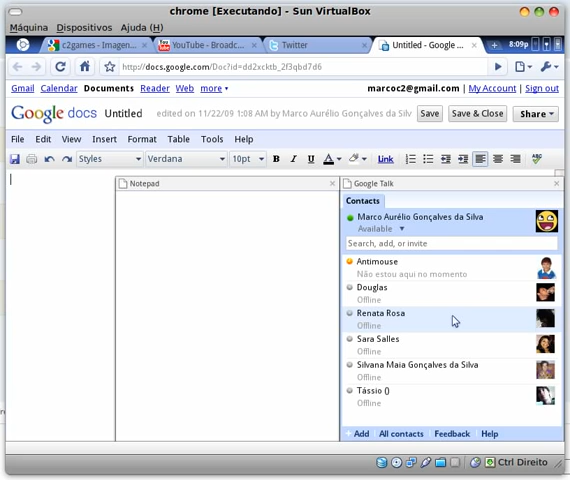 chrome [Executando] - Sun VirtualBox
Máquina Dispositivos Ajuda (H)
c2games - Imagen... YouTube - Broadc... Twitter Untitled - Google ... 8:09p
http://docs.google.com/Doc?id=dd2xcktb_2f3qbd7d6
Gmail Calendar Documents Reader Web more ▼ marcoc2@gmail.com | My Account | Sign out
Google docs Untitled edited on 11/22/09 1:08 AM by Marco Aurélio Gonçalves da Silva Save Save & Close Share
File Edit View Insert Format Table Tools Help
Styles Verdana 10pt B I U A Link
Notepad
Google Talk
Contacts
Marco Aurélio Gonçalves da Silva
Available
Search, add, or invite
Antimouse
Não estou aqui no momento
Douglas
Offline
Renata Rosa
Offline
Sara Salles
Offline
Silvana Maia Gonçalves da Silva
Offline
Tássio ()
Offline
+ Add All contacts Feedback Help
Ctrl Direito